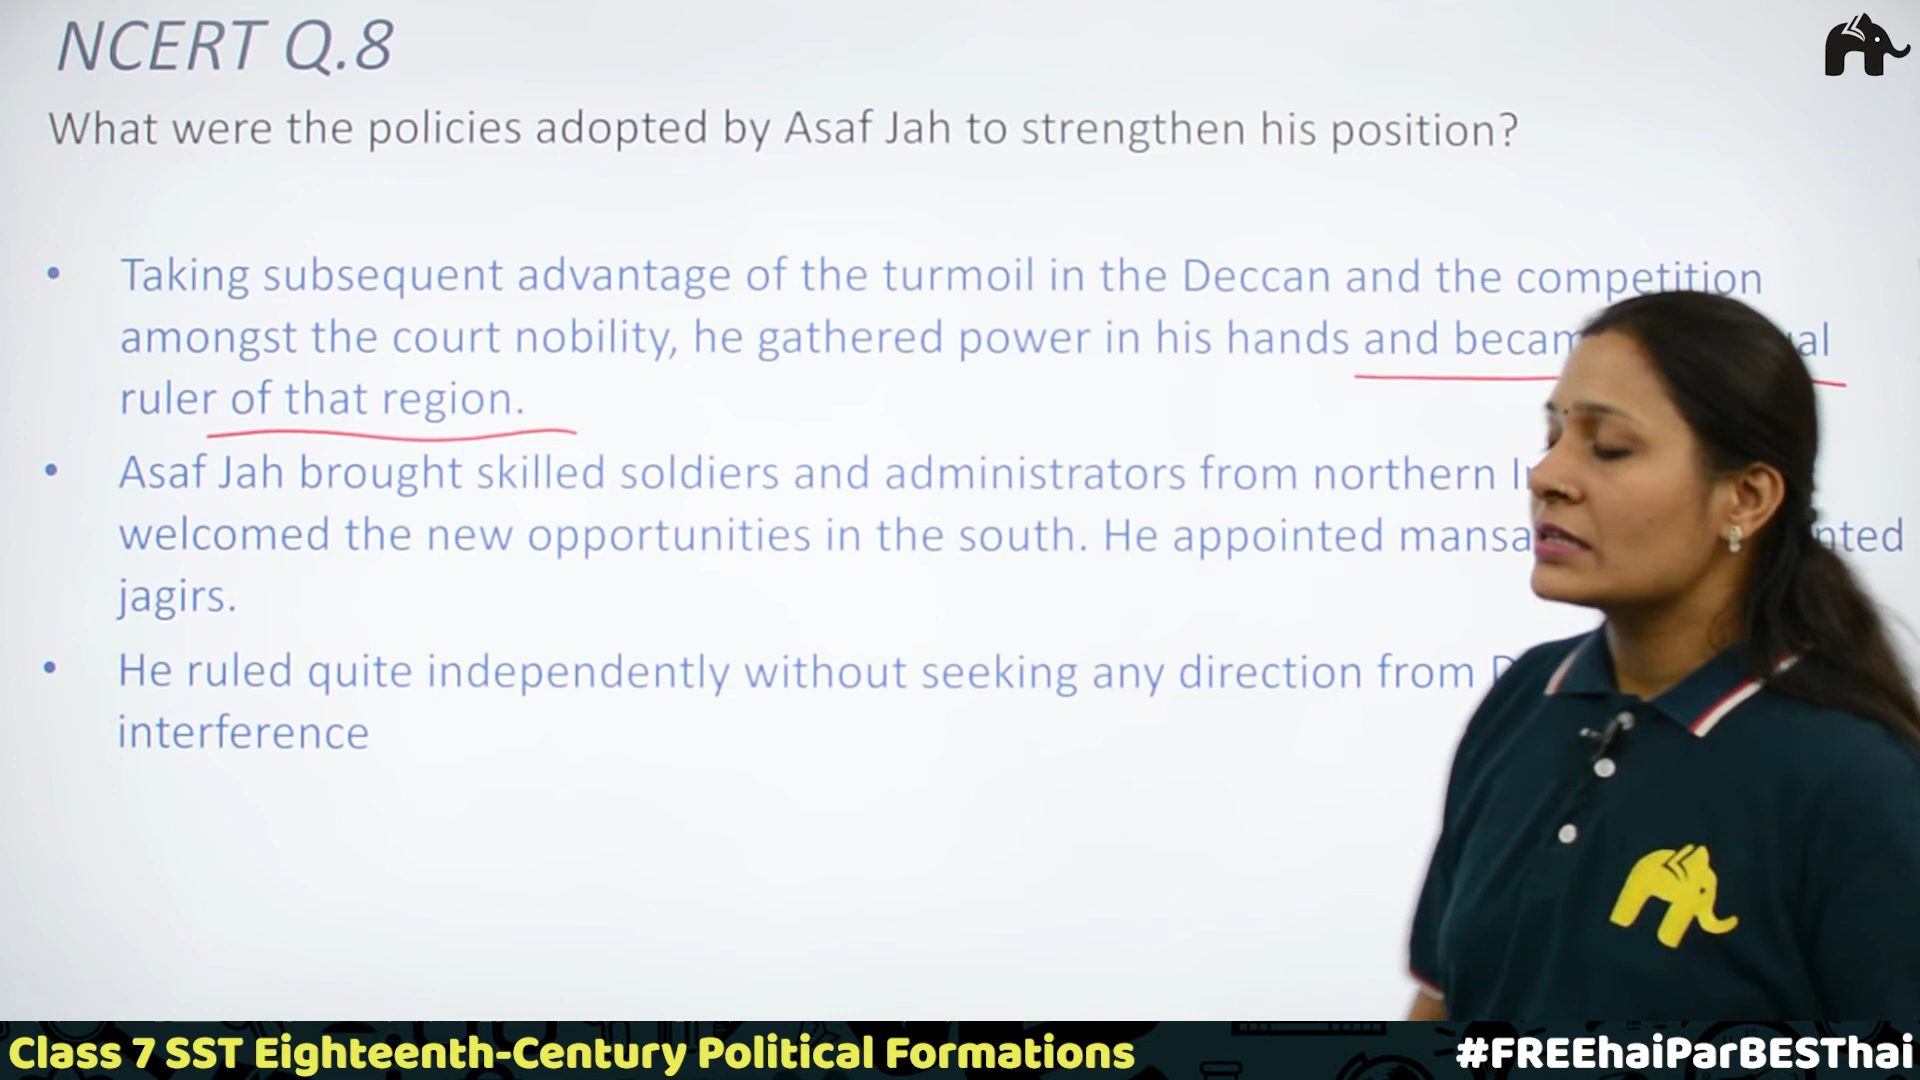 NCERT Q.8
What were the policies adopted by Asaf Jah to strengthen his position?
• Taking subsequent advantage of the turmoil in the Deccan and the competition
amongst the court nobility, he gathered power in his hands and
ruler of that region.
• Asaf Jah brought skilled soldiers and administrators from northern
welcomed the new opportunities in the south. He appointed
jagirs.
• He ruled quite independently without seeking any direction from
interference
Class 7 SST Eighteenth-Century Political Formations
#FREEhaiParBESThai